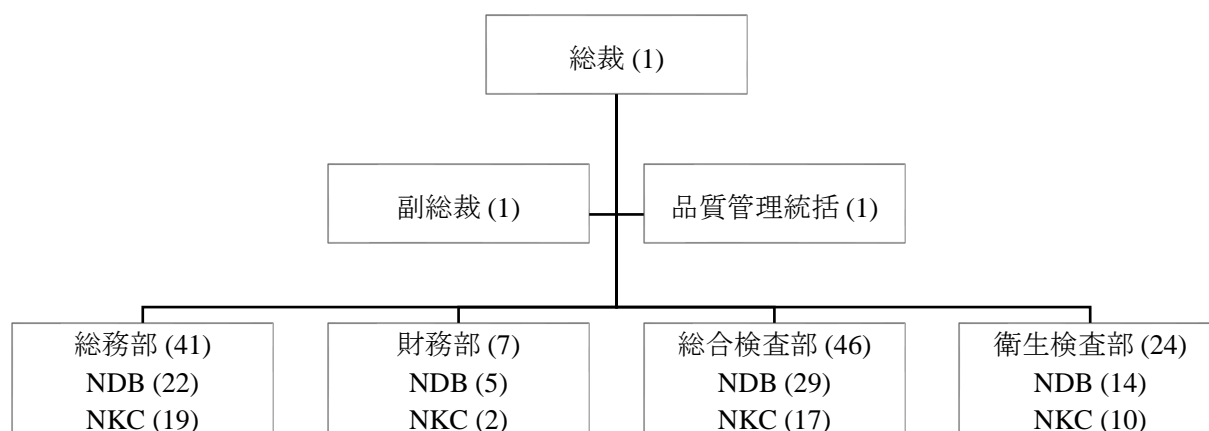 総裁 (1)
副総裁 (1)
品質管理統括 (1)
総務部 (41)
NDB (22)
NKC (19)
財務部 (7)
NDB (5)
NKC (2)
総合検査部 (46)
NDB (29)
NKC (17)
衛生検査部 (24)
NDB (14)
NKC (10)